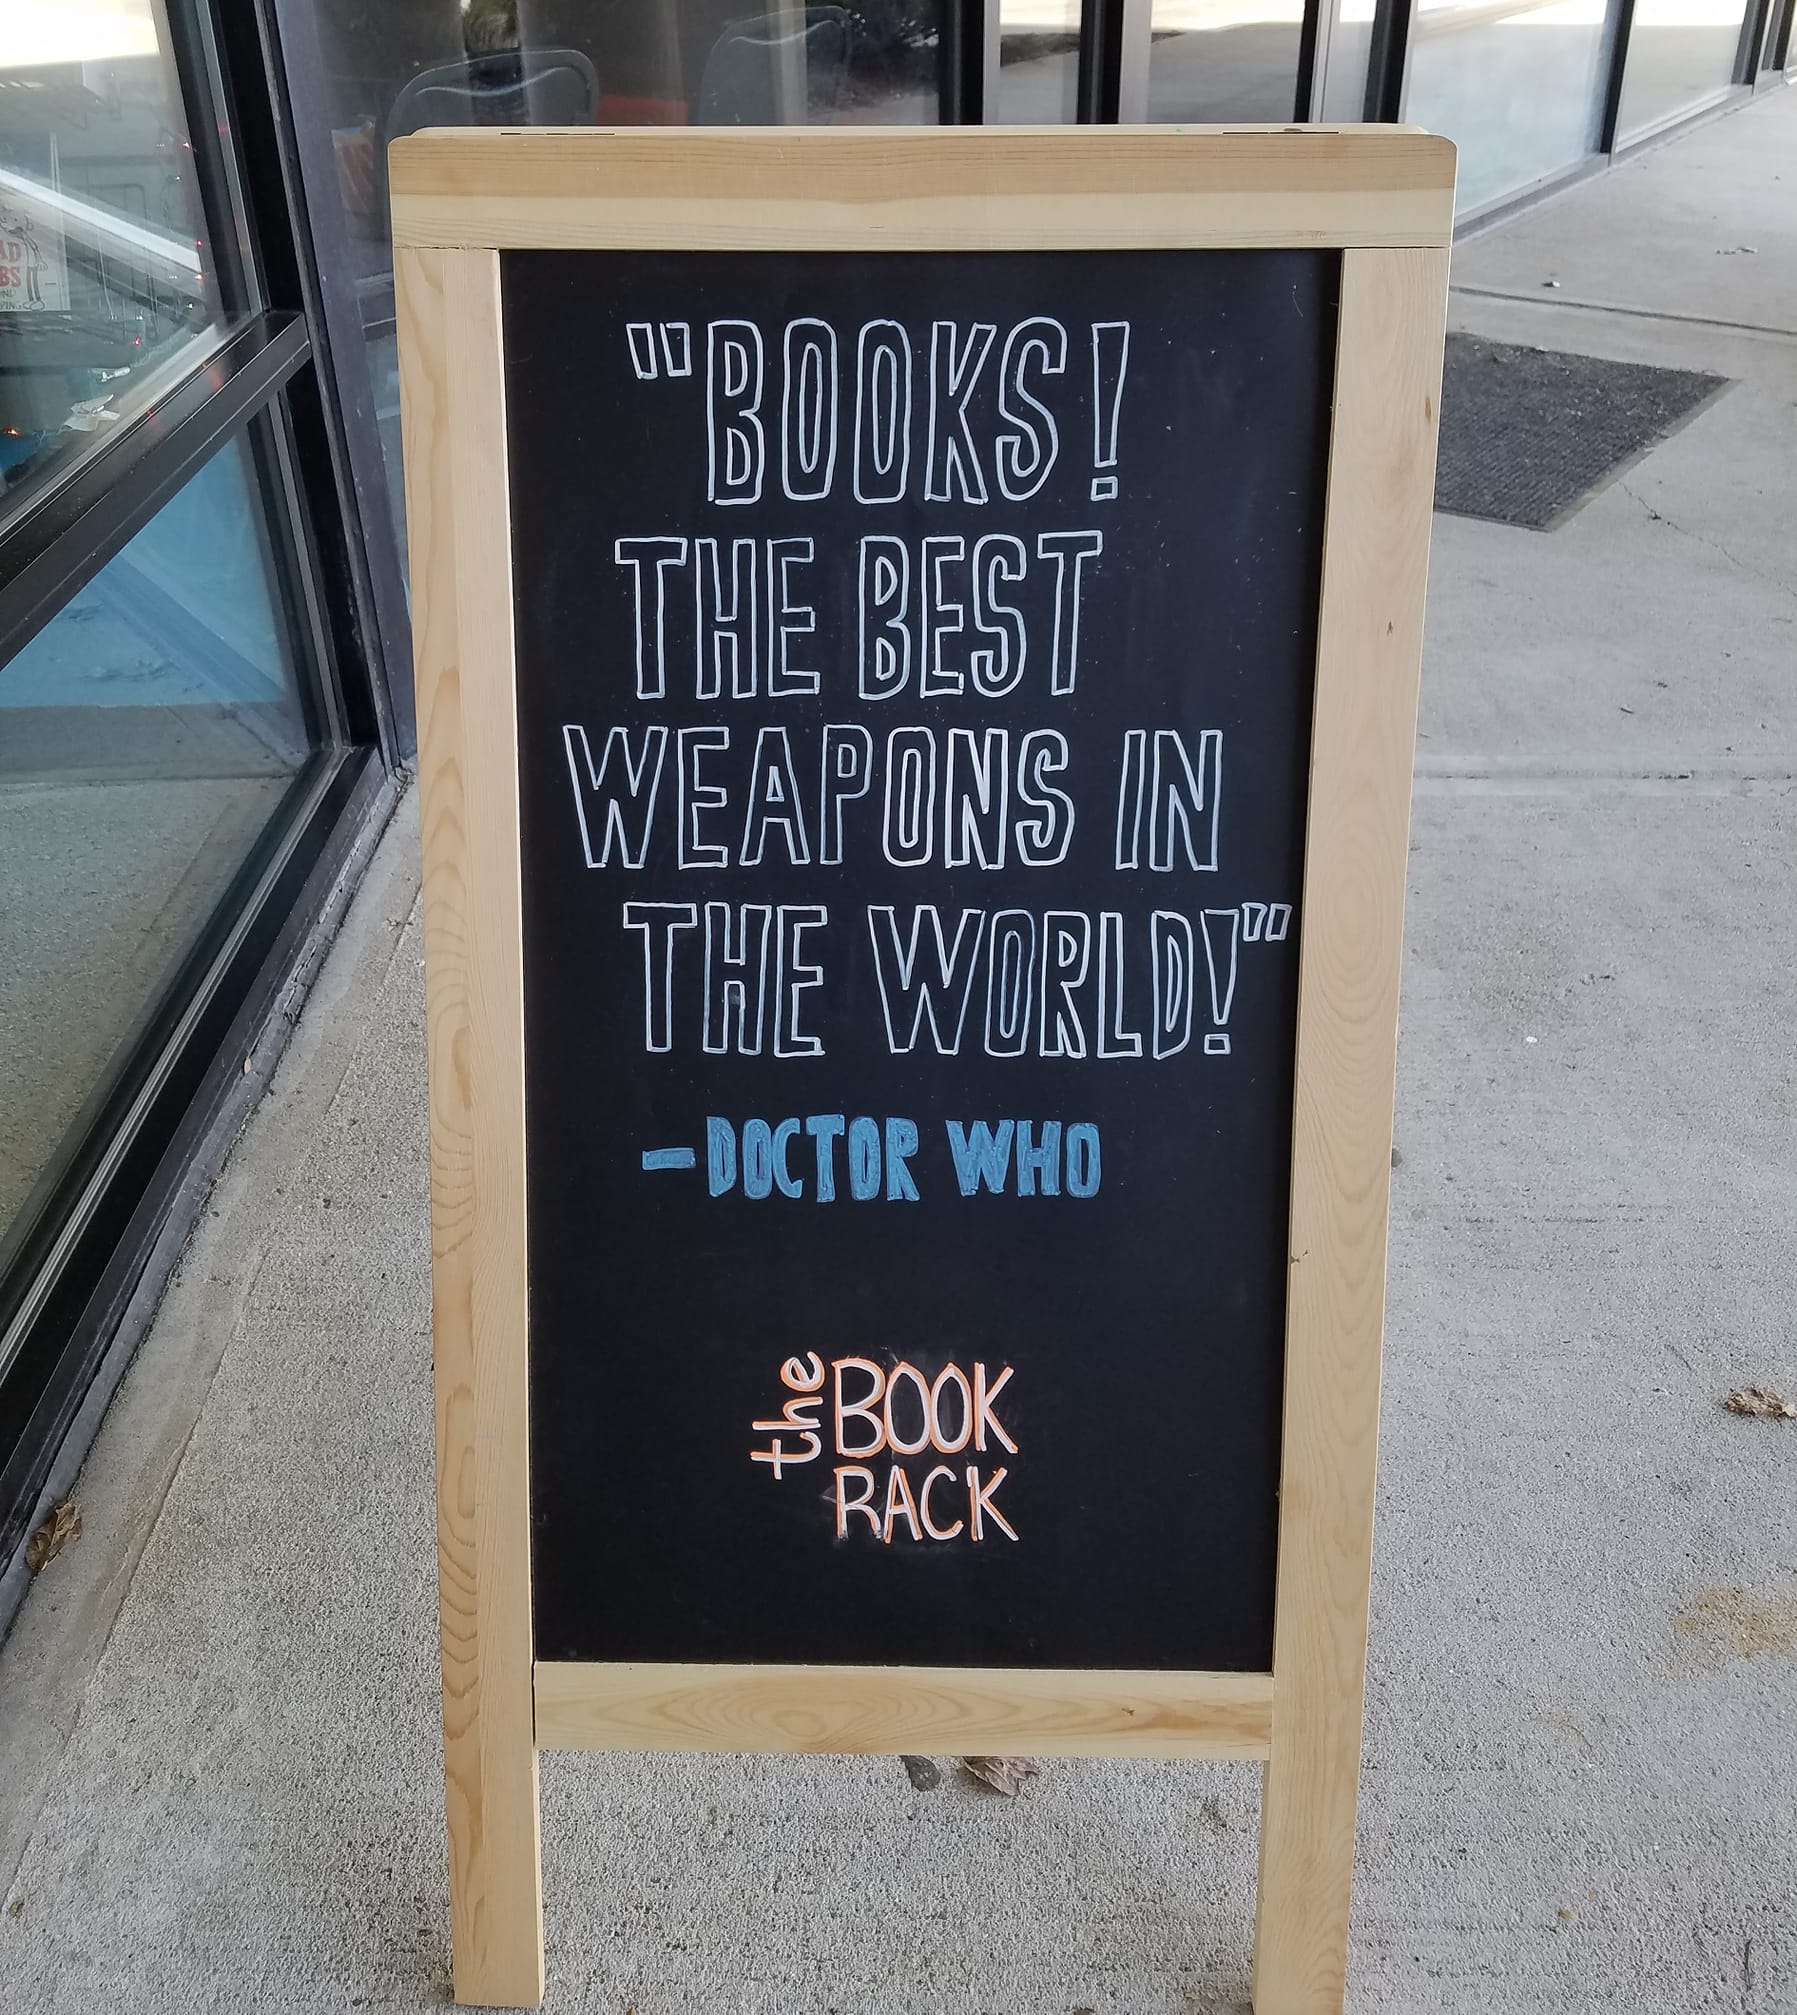 "BOOKS!
THE BEST
WEAPONS IN
THE WORLD!"
-DOCTOR WHO
the BOOK
RACK